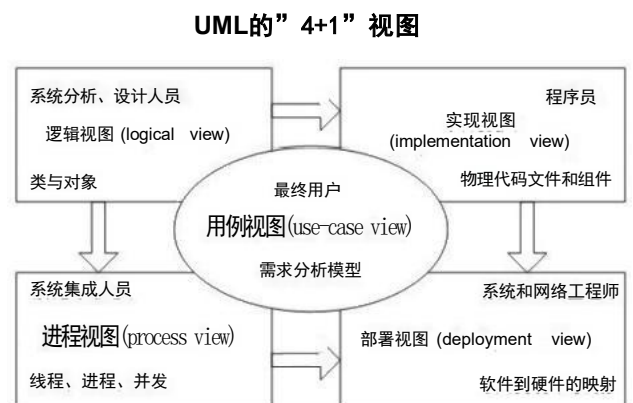 UML的”4+1”视图
系统分析、设计人员
逻辑视图 (logical view)
类与对象
程序员
实现视图
(implementation view)
物理代码文件和组件
最终用户
用例视图(use-case view)
需求分析模型
系统集成人员
进程视图(process view)
线程、进程、并发
系统和网络工程师
部署视图 (deployment view)
软件到硬件的映射